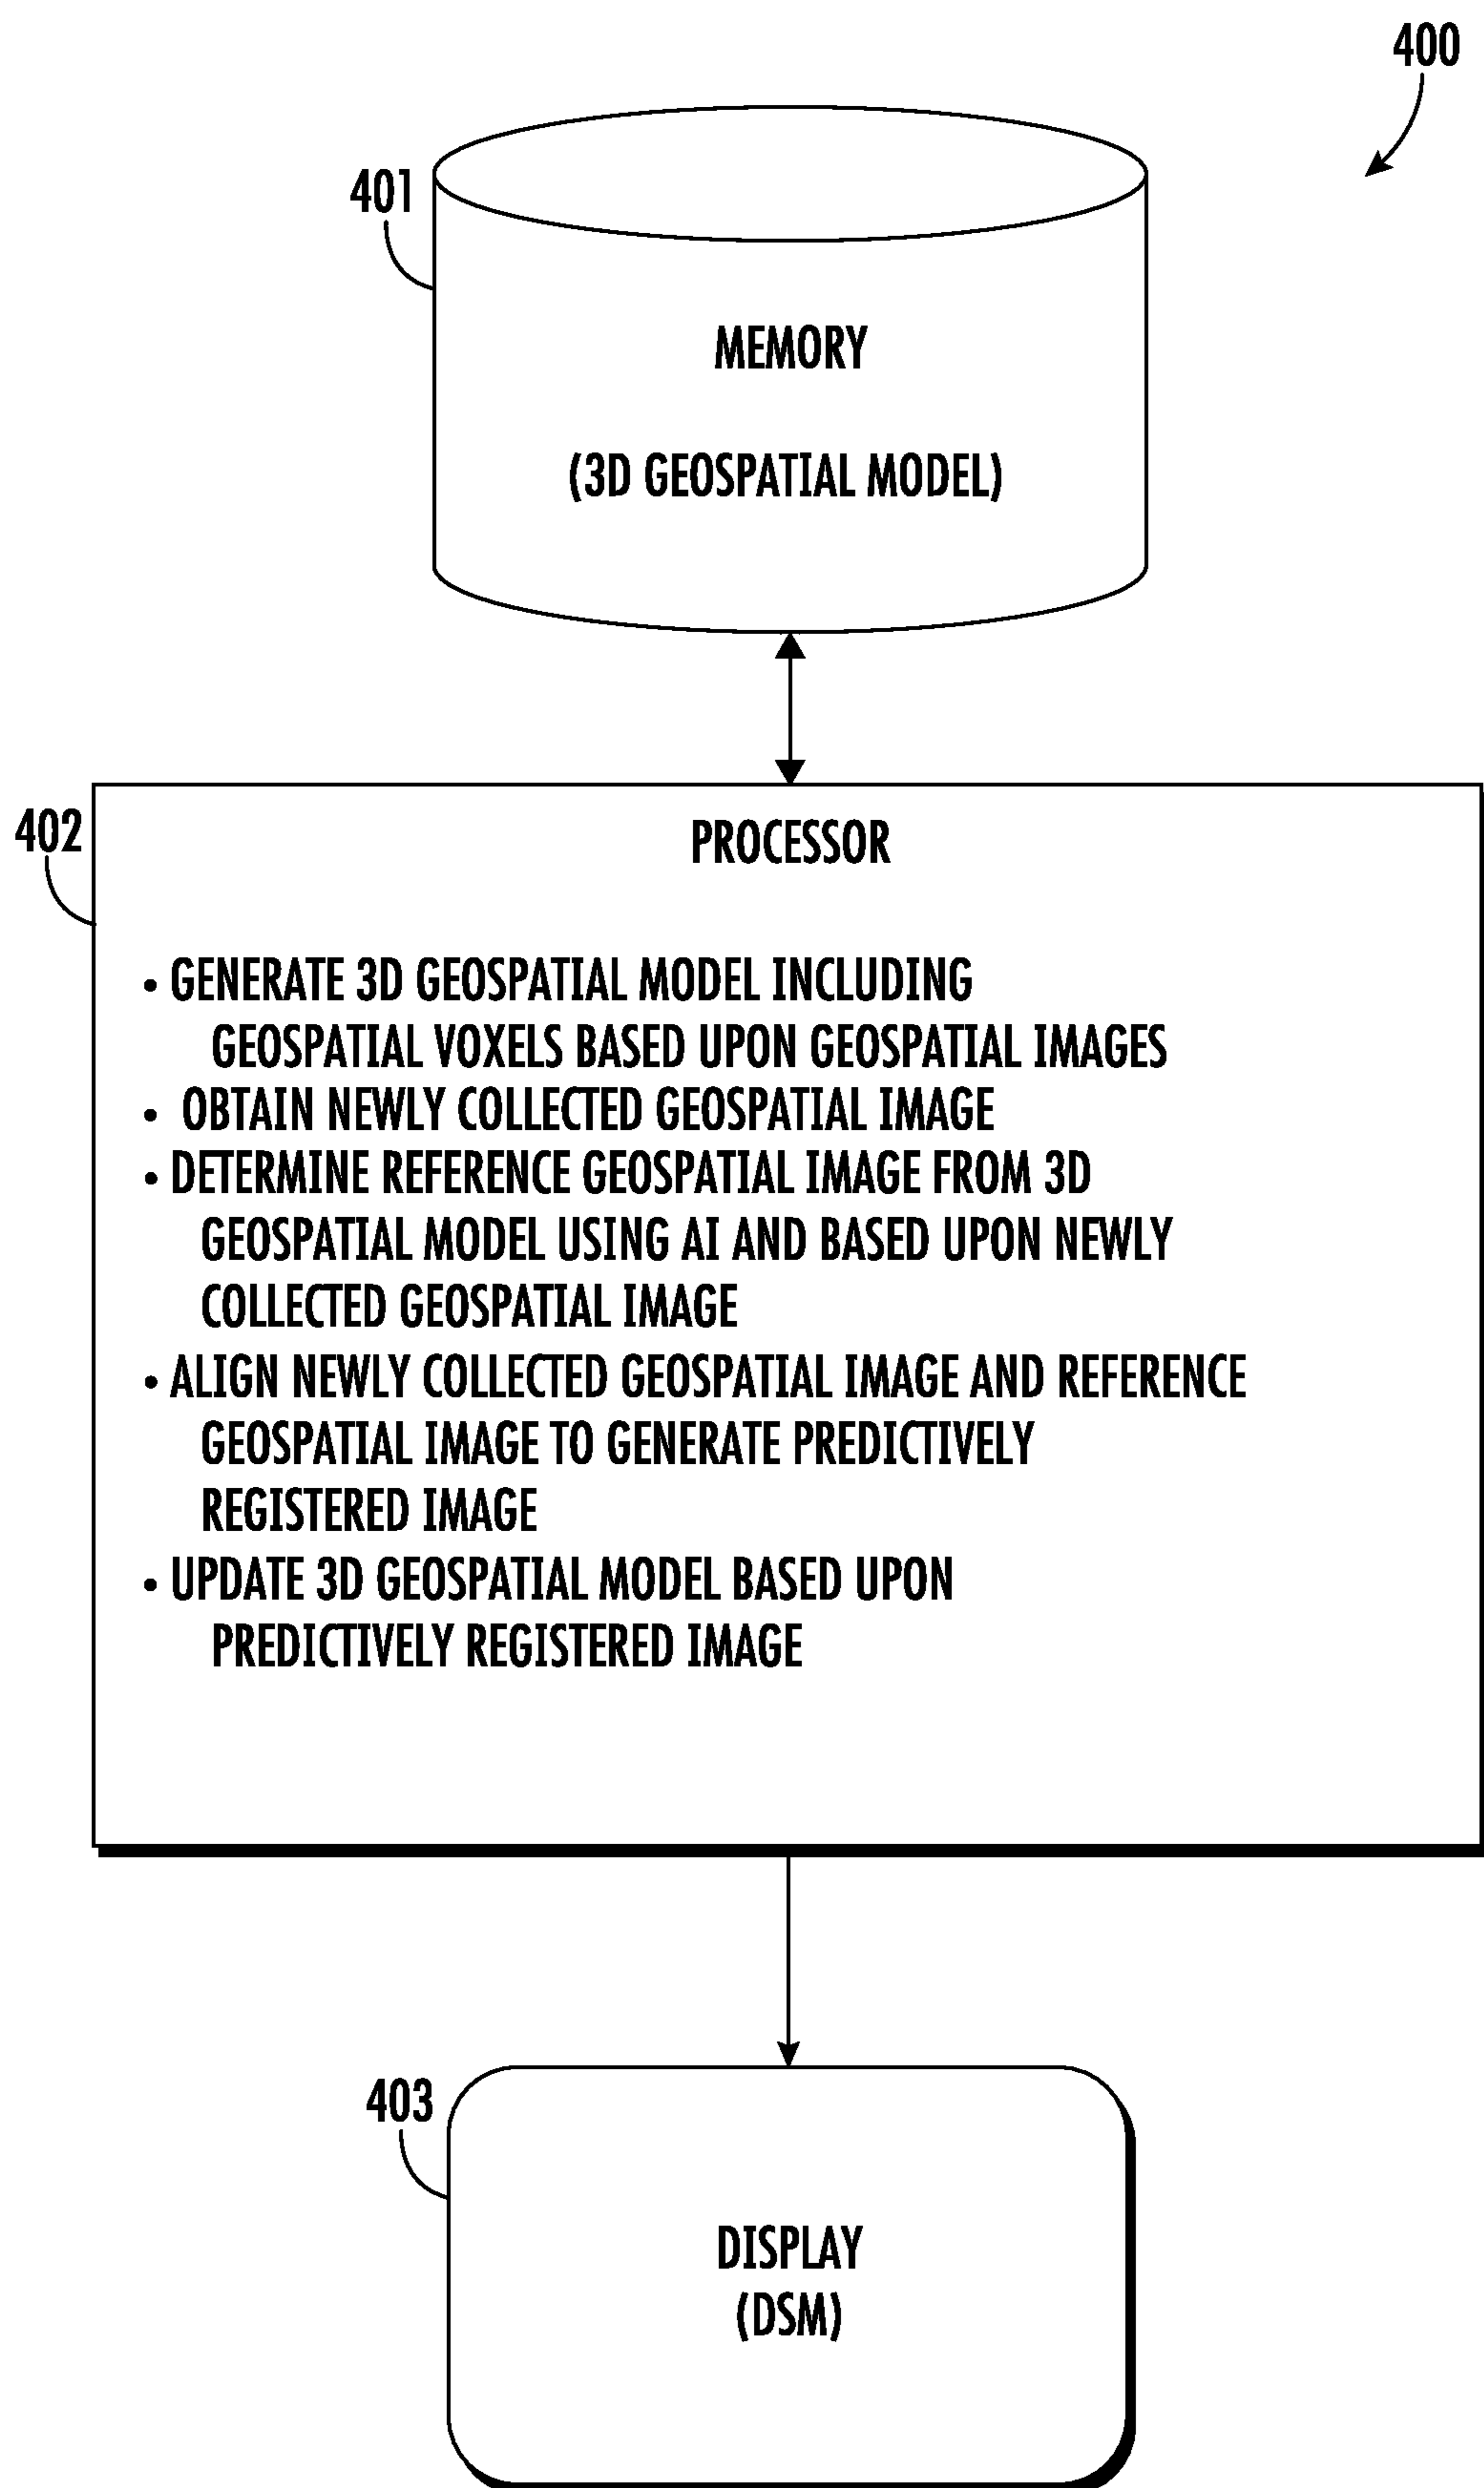 400
401
MEMORY
(3D GEOSPATIAL MODEL)
402
PROCESSOR
• GENERATE 3D GEOSPATIAL MODEL INCLUDING
GEOSPATIAL VOXELS BASED UPON GEOSPATIAL IMAGES
• OBTAIN NEWLY COLLECTED GEOSPATIAL IMAGE
• DETERMINE REFERENCE GEOSPATIAL IMAGE FROM 3D
GEOSPATIAL MODEL USING AI AND BASED UPON NEWLY
COLLECTED GEOSPATIAL IMAGE
• ALIGN NEWLY COLLECTED GEOSPATIAL IMAGE AND REFERENCE
GEOSPATIAL IMAGE TO GENERATE PREDICTIVELY
REGISTERED IMAGE
• UPDATE 3D GEOSPATIAL MODEL BASED UPON
PREDICTIVELY REGISTERED IMAGE
403
DISPLAY
(DSM)